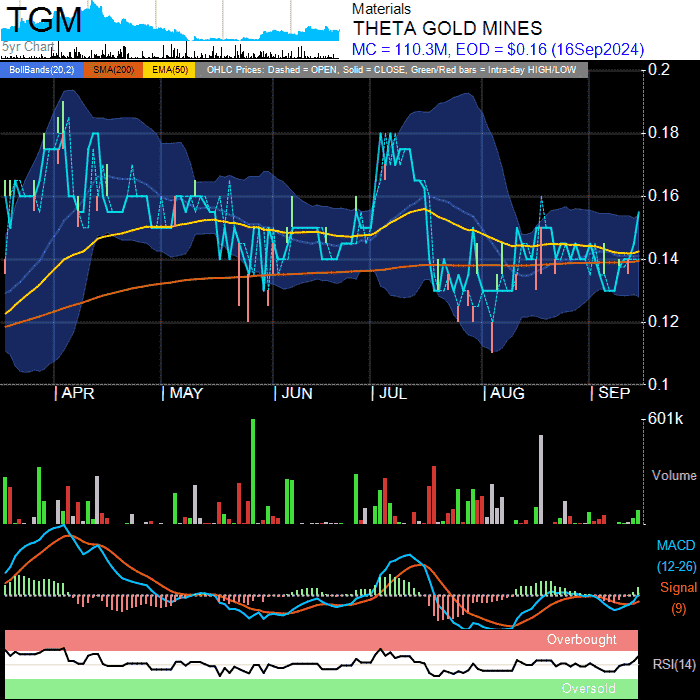 TGM
5yr Chart
Materials
THETA GOLD MINES
MC = 110.3M, EOD = $0.16 (16Sep2024)
BollBands(20,2) SMA(200) EMA(50) OHLC Prices: Dashed = OPEN, Solid = CLOSE, Green/Red bars = Intra-day HIGH/LOW
0.2
0.18
0.16
0.14
0.12
0.1
| APR | MAY | JUN | JUL | AUG | SEP
601k
Volume
MACD
(12-26)
Signal
(9)
Overbought
RSI(14)
Oversold